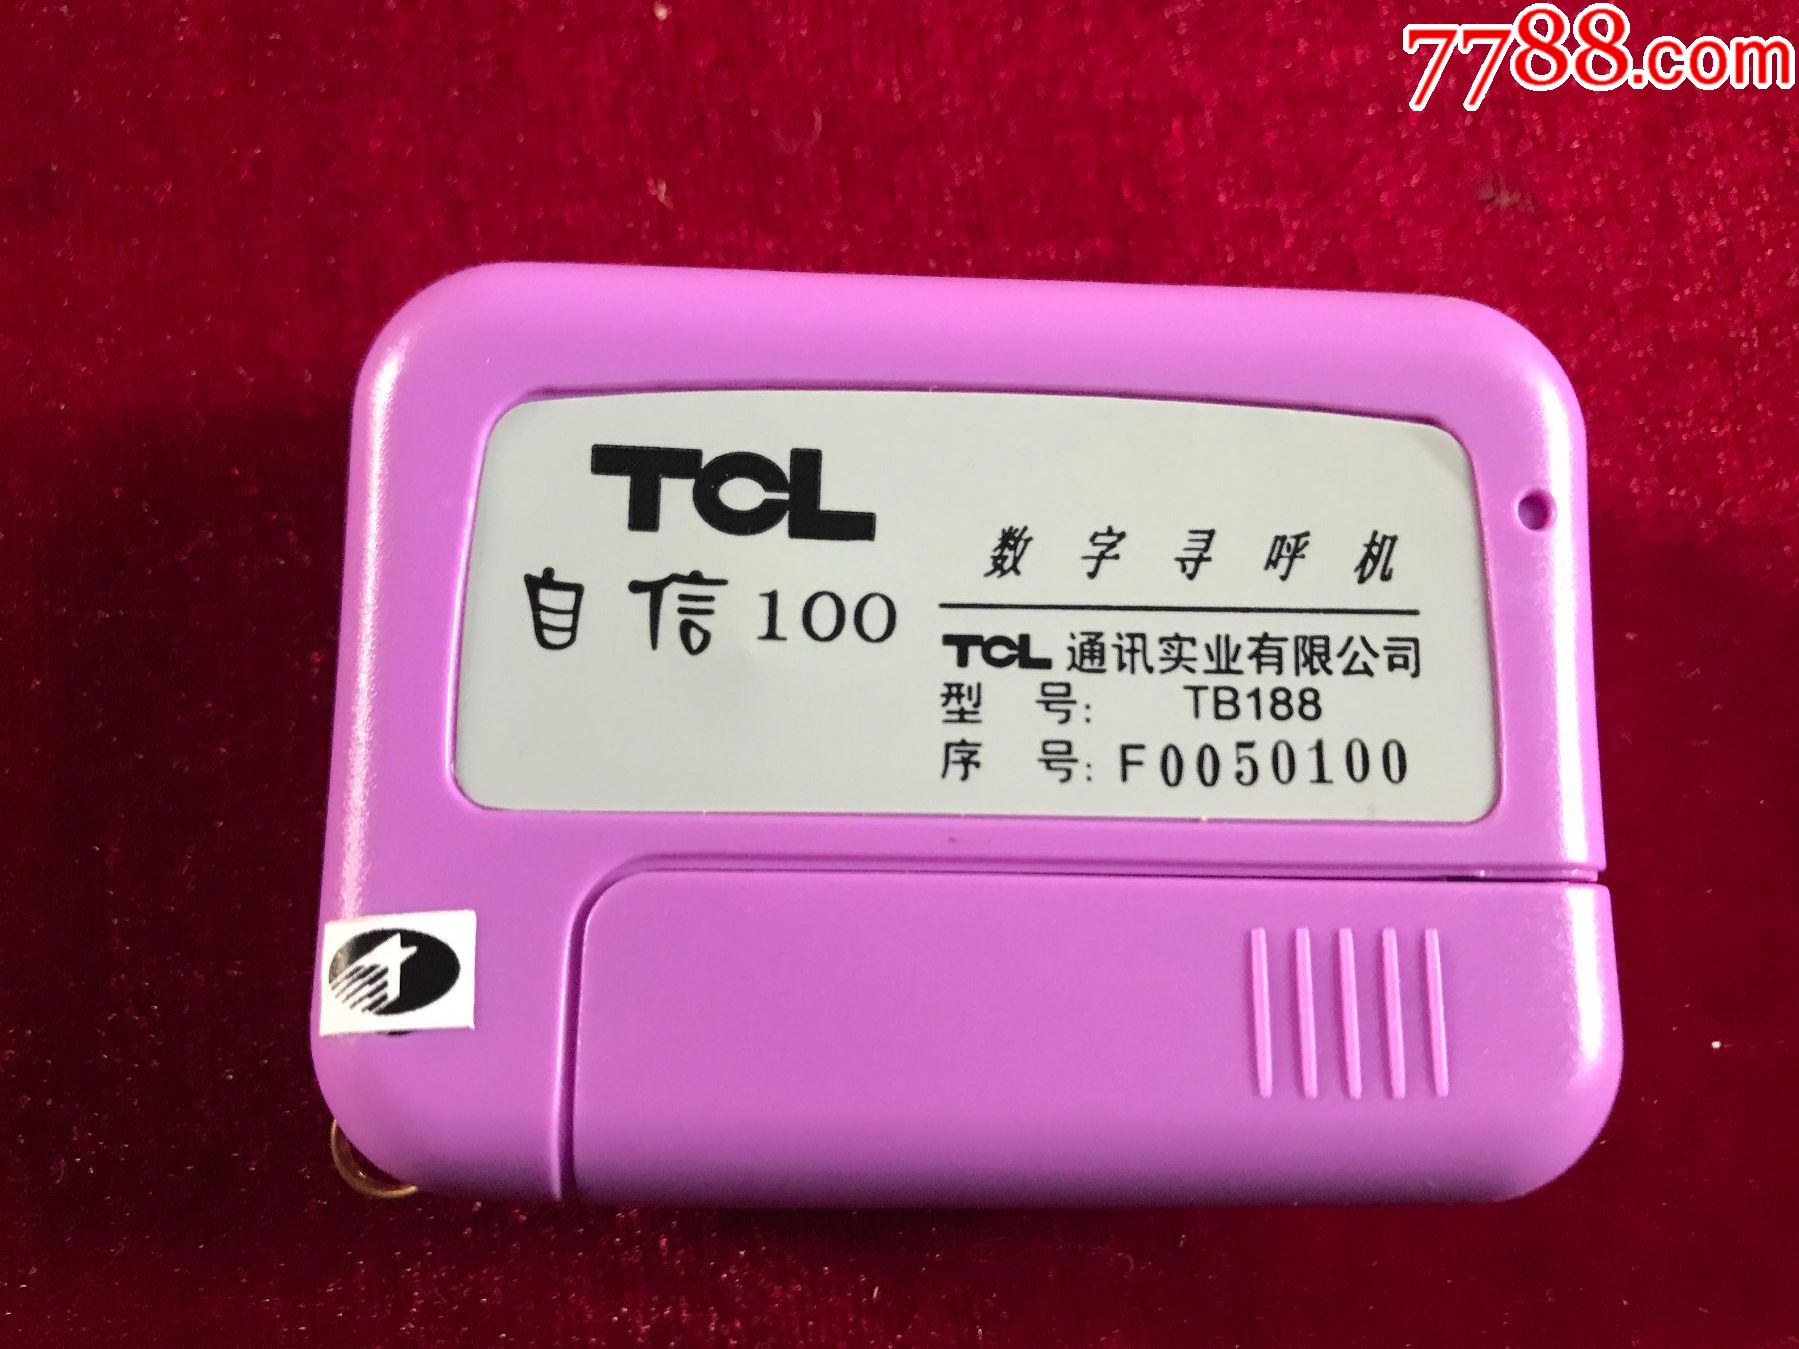 7788.com
TCL
自信100
数字寻呼机
TCL通讯实业有限公司
型 号: TB188
序 号: F0050100